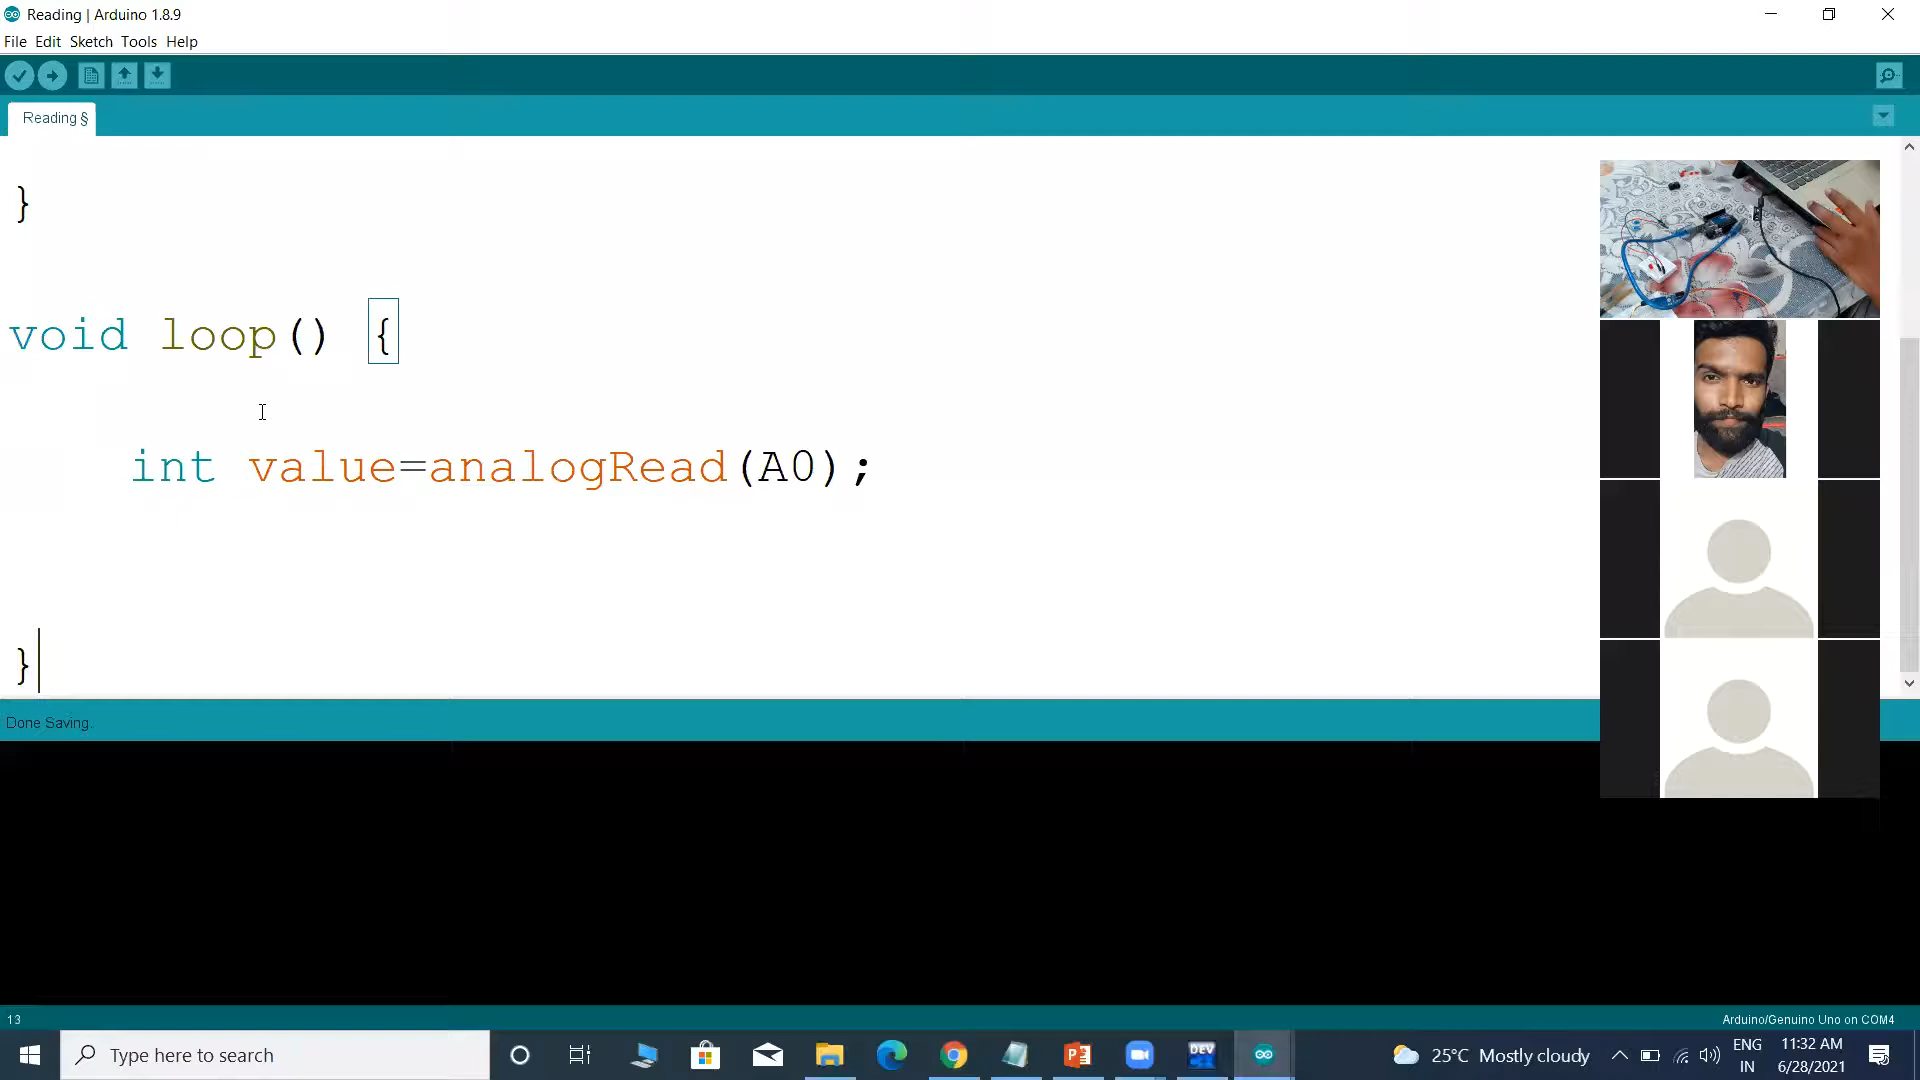 Reading | Arduino 1.8.9
File Edit Sketch Tools Help
Reading §
}
void loop() {
int value=analogRead(A0);
}
Done Saving.
13
Arduino/Genuino Uno on COM4
Type here to search
DEV
25°C Mostly cloudy
ENG
IN
11:32 AM
6/28/2021